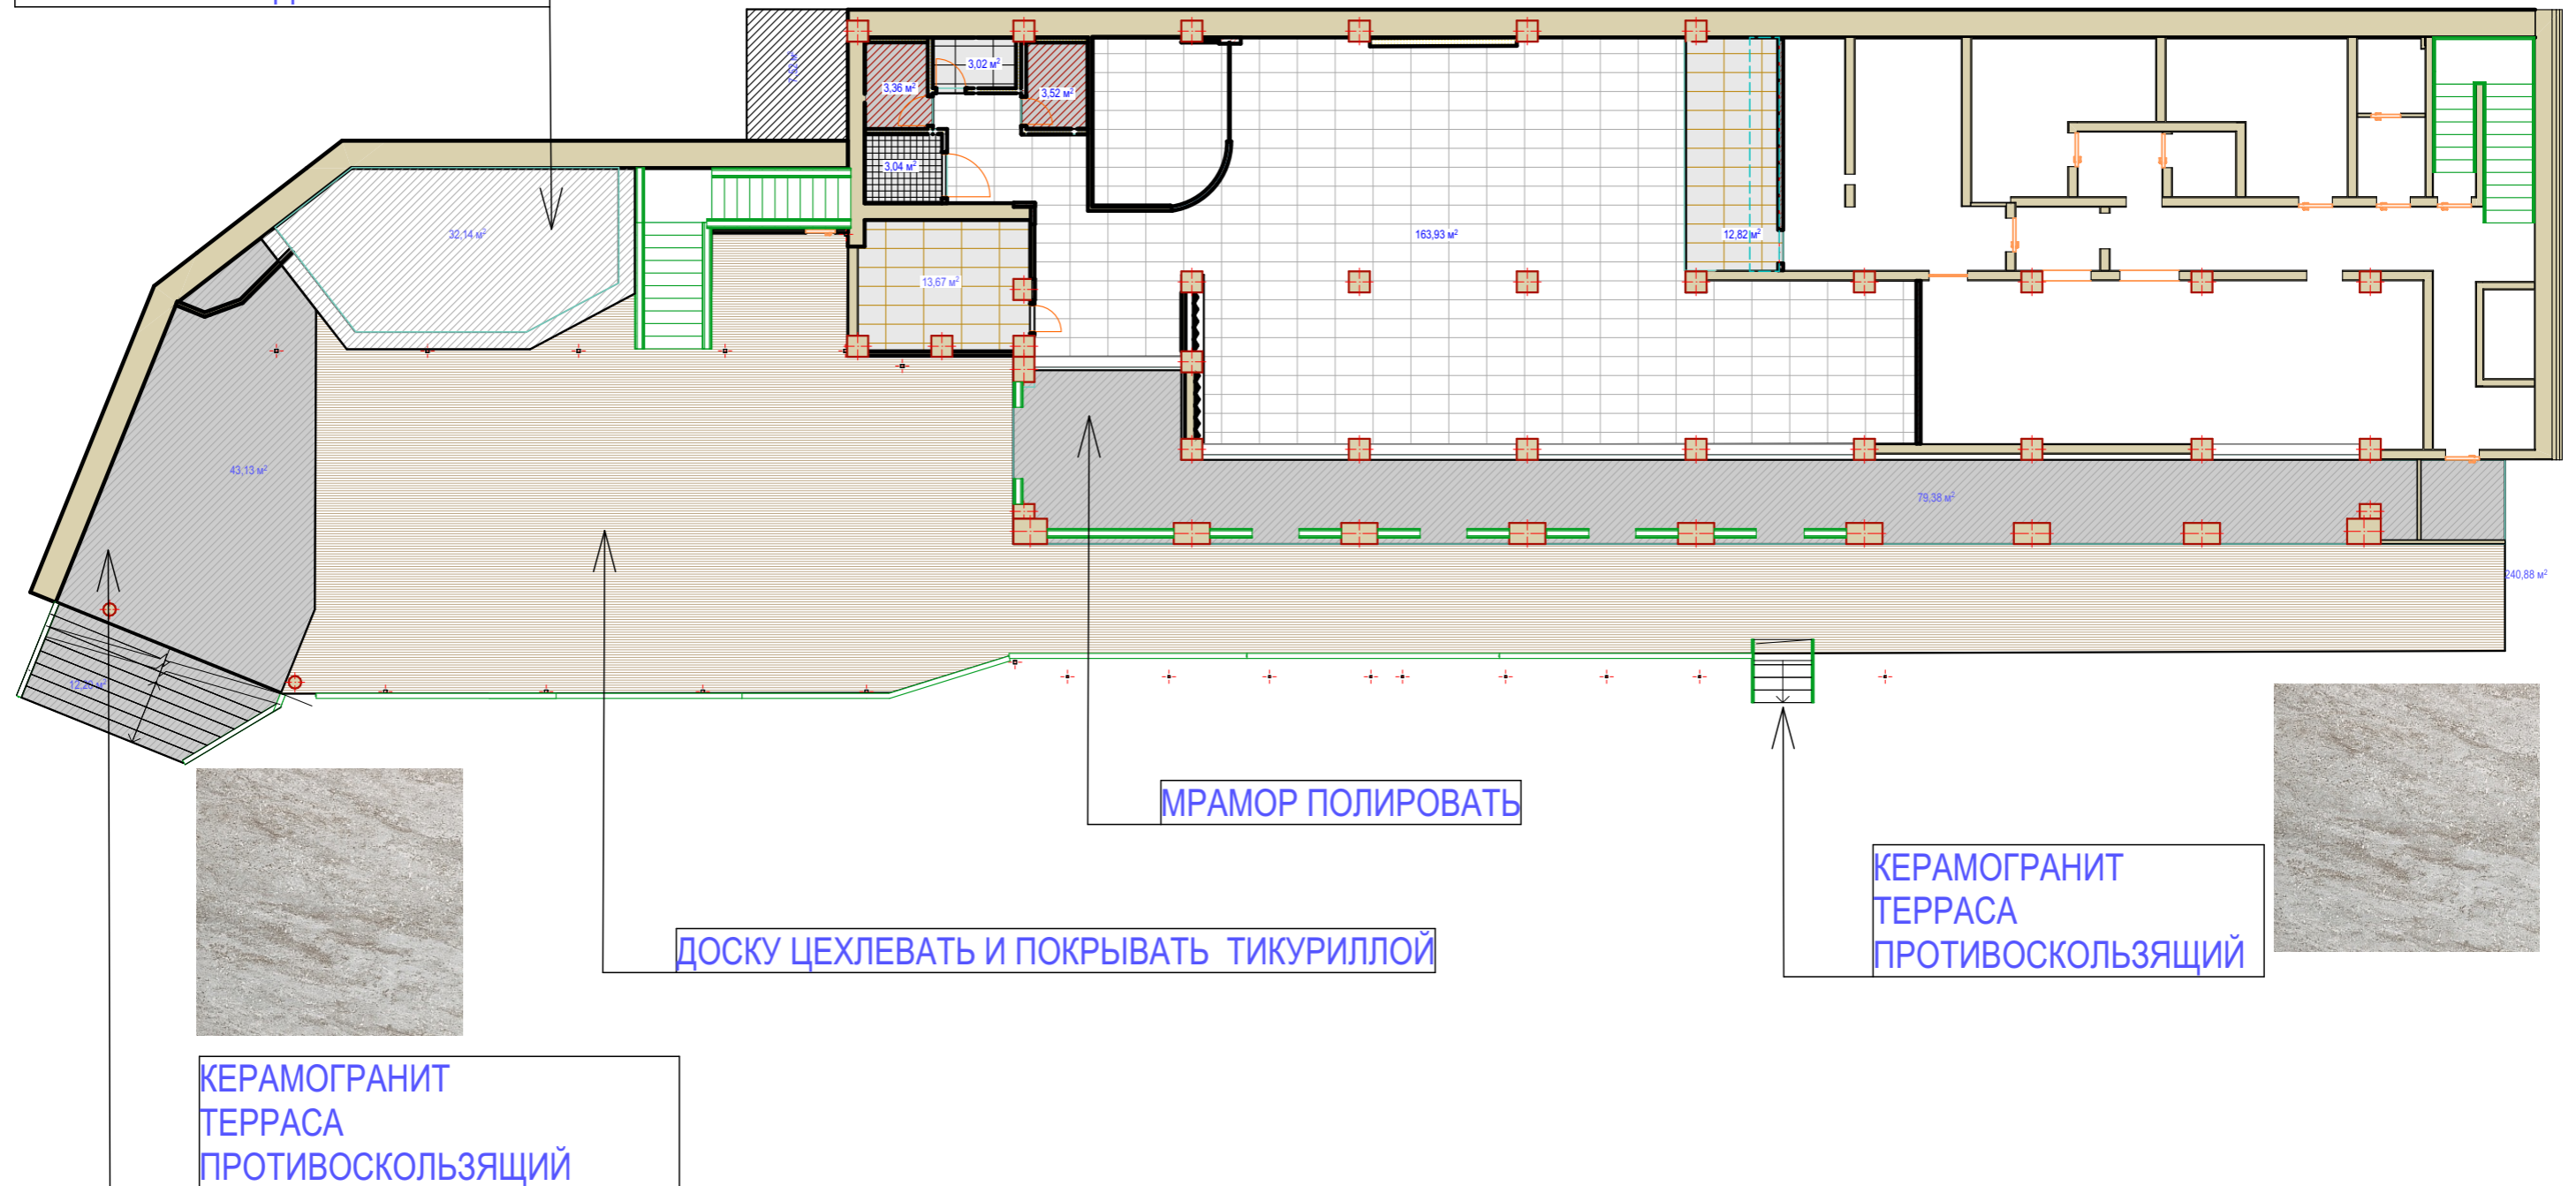 3,02 м²
3,36 м²
3,52 м²
3,04 м²
32,14 м²
163,93 м²
12,82 м²
13,67 м²
43,13 м²
79,38 м²
240,88 м²
МРАМОР ПОЛИРОВАТЬ
КЕРАМОГРАНИТ
ТЕРРАСА
ПРОТИВОСКОЛЬЗЯЩИЙ
ДОСКУ ЦЕХЛЕВАТЬ И ПОКРЫВАТЬ ТИКУРИЛЛОЙ
КЕРАМОГРАНИТ
ТЕРРАСА
ПРОТИВОСКОЛЬЗЯЩИЙ